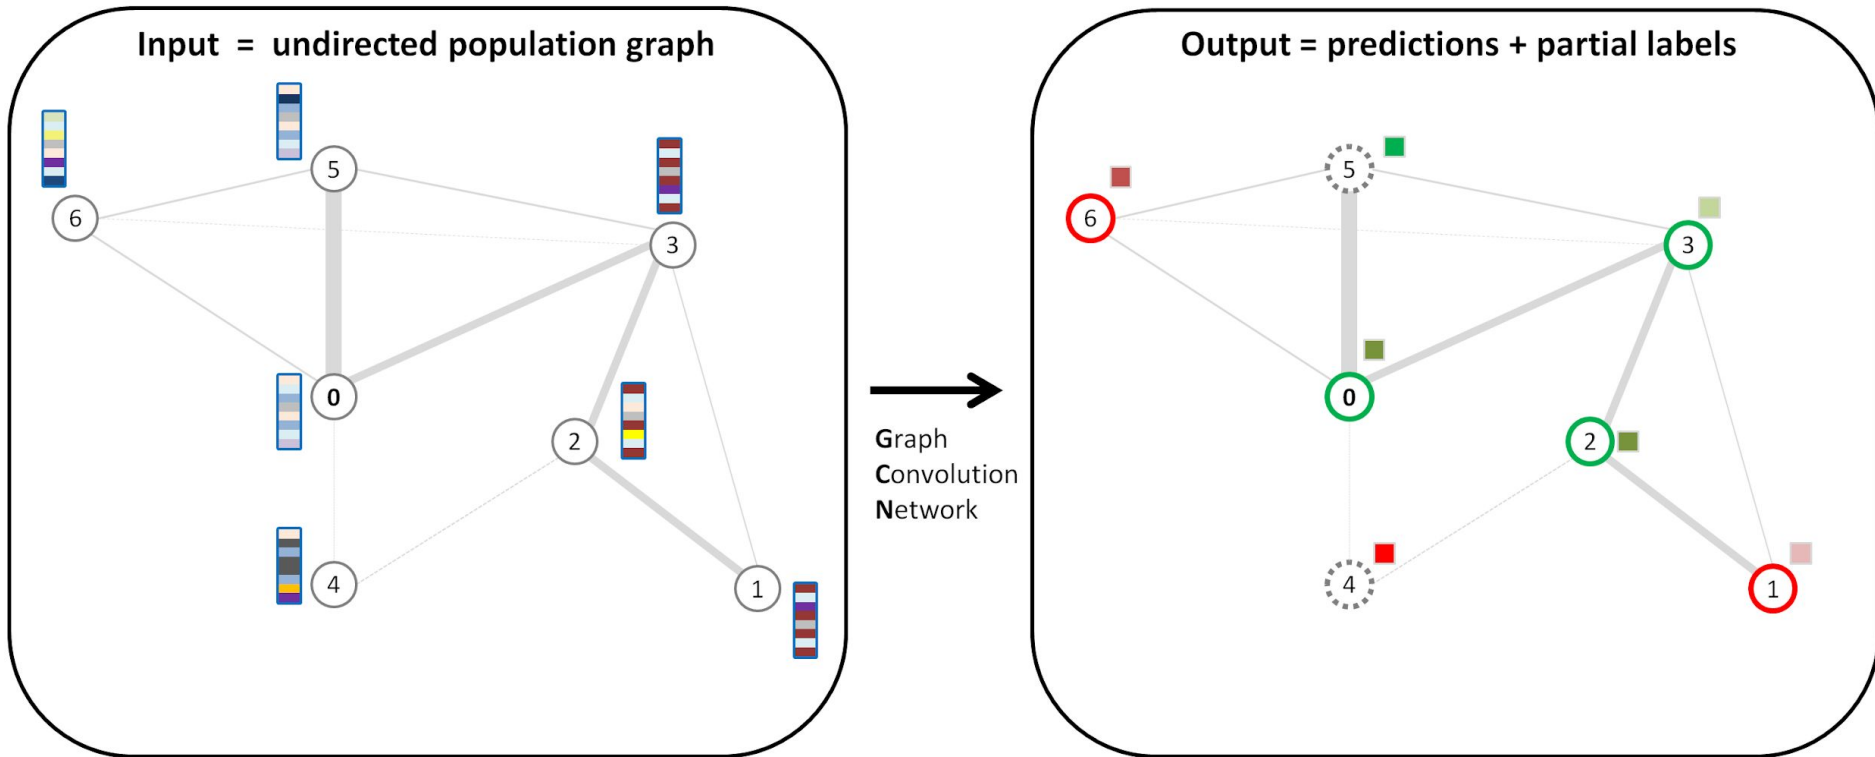 Input = undirected population graph
5
6
3
0
2
4
1
Graph
Convolution
Network
Output = predictions + partial labels
5
6
3
0
2
4
1